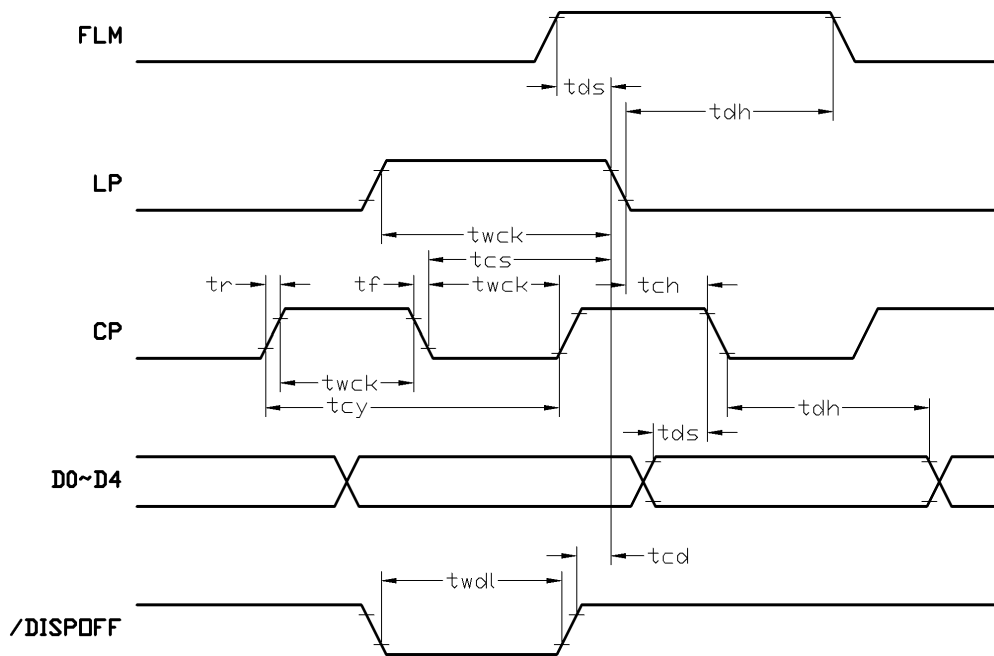 FLM
tds
tdh
LP
twck
tcs
tr
tf
twck
tch
CP
twck
tcy
tdh
tds
D0~D4
tcd
twdl
/DISPOFF